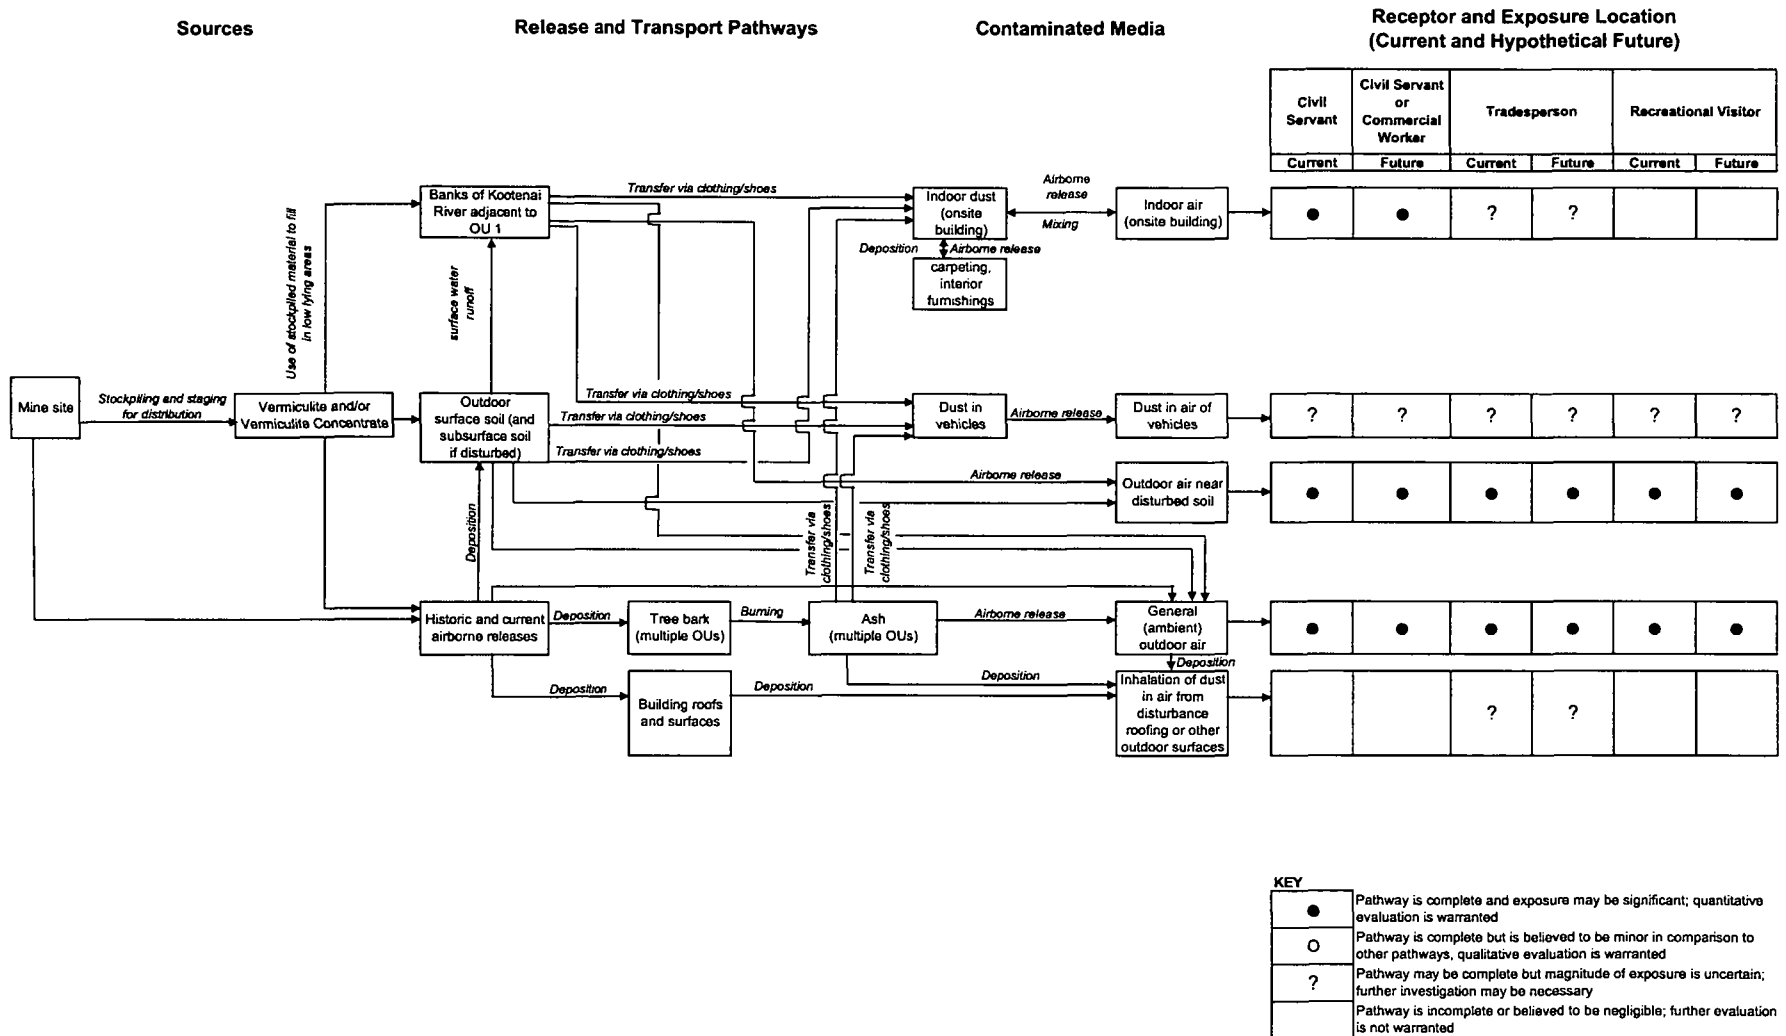 Sources
Release and Transport Pathways
Contaminated Media
Receptor and Exposure Location
(Current and Hypothetical Future)
Civil
Servant
Civil Servant
or
Commercial
Worker
Tradesperson
Recreational Visitor
Current
Future
Current
Future
Current
Future
Use of stockpiled material to fill
in low lying areas
Banks of Kootenai
River adjacent to
OU 1
Transfer via clothing/shoes
Indoor dust
(onsite
building)
Airborne
release
Mixing
Indoor air
(onsite building)
●
●
?
?
Deposition
Airborne release
carpeting,
interior
furnishings
surface water
runoff
Mine site
Stockpiling and staging
for distribution
Vermiculite and/or
Vermiculite Concentrate
Outdoor
surface soil (and
subsurface soil
if disturbed)
Transfer via clothing/shoes
Transfer via clothing/shoes
Transfer via clothing/shoes
Dust in
vehicles
Airborne release
Dust in air of
vehicles
?
?
?
?
?
?
Airborne release
Outdoor air near
disturbed soil
●
●
●
●
●
●
Deposition
Transfer via
clothing/shoes
Transfer via
clothing/shoes
Historic and current
airborne releases
Deposition
Tree bark
(multiple OUs)
Burning
Ash
(multiple OUs)
Airborne release
General
(ambient)
outdoor air
●
●
●
●
●
●
Deposition
Deposition
Building roofs
and surfaces
Deposition
Deposition
Inhalation of dust
in air from
disturbance
roofing or other
outdoor surfaces
?
?
KEY
● Pathway is complete and exposure may be significant; quantitative
evaluation is warranted
O Pathway is complete but is believed to be minor in comparison to
other pathways, qualitative evaluation is warranted
? Pathway may be complete but magnitude of exposure is uncertain;
further investigation may be necessary
Pathway is incomplete or believed to be negligible; further evaluation
is not warranted